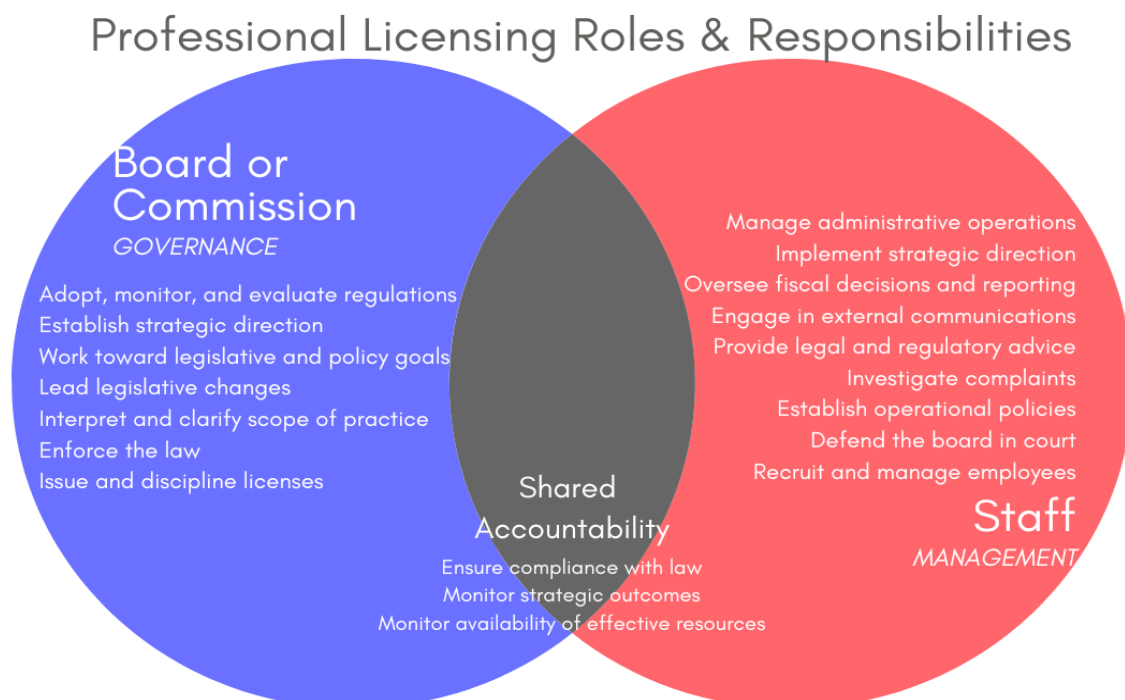 Professional Licensing Roles & Responsibilities
Board or
Commission
GOVERNANCE
Adopt, monitor, and evaluate regulations
Establish strategic direction
Work toward legislative and policy goals
Lead legislative changes
Interpret and clarify scope of practice
Enforce the law
Issue and discipline licenses
Shared
Accountability
Ensure compliance with law
Monitor strategic outcomes
Monitor availability of effective resources
Manage administrative operations
Implement strategic direction
Oversee fiscal decisions and reporting
Engage in external communications
Provide legal and regulatory advice
Investigate complaints
Establish operational policies
Defend the board in court
Recruit and manage employees
Staff
MANAGEMENT